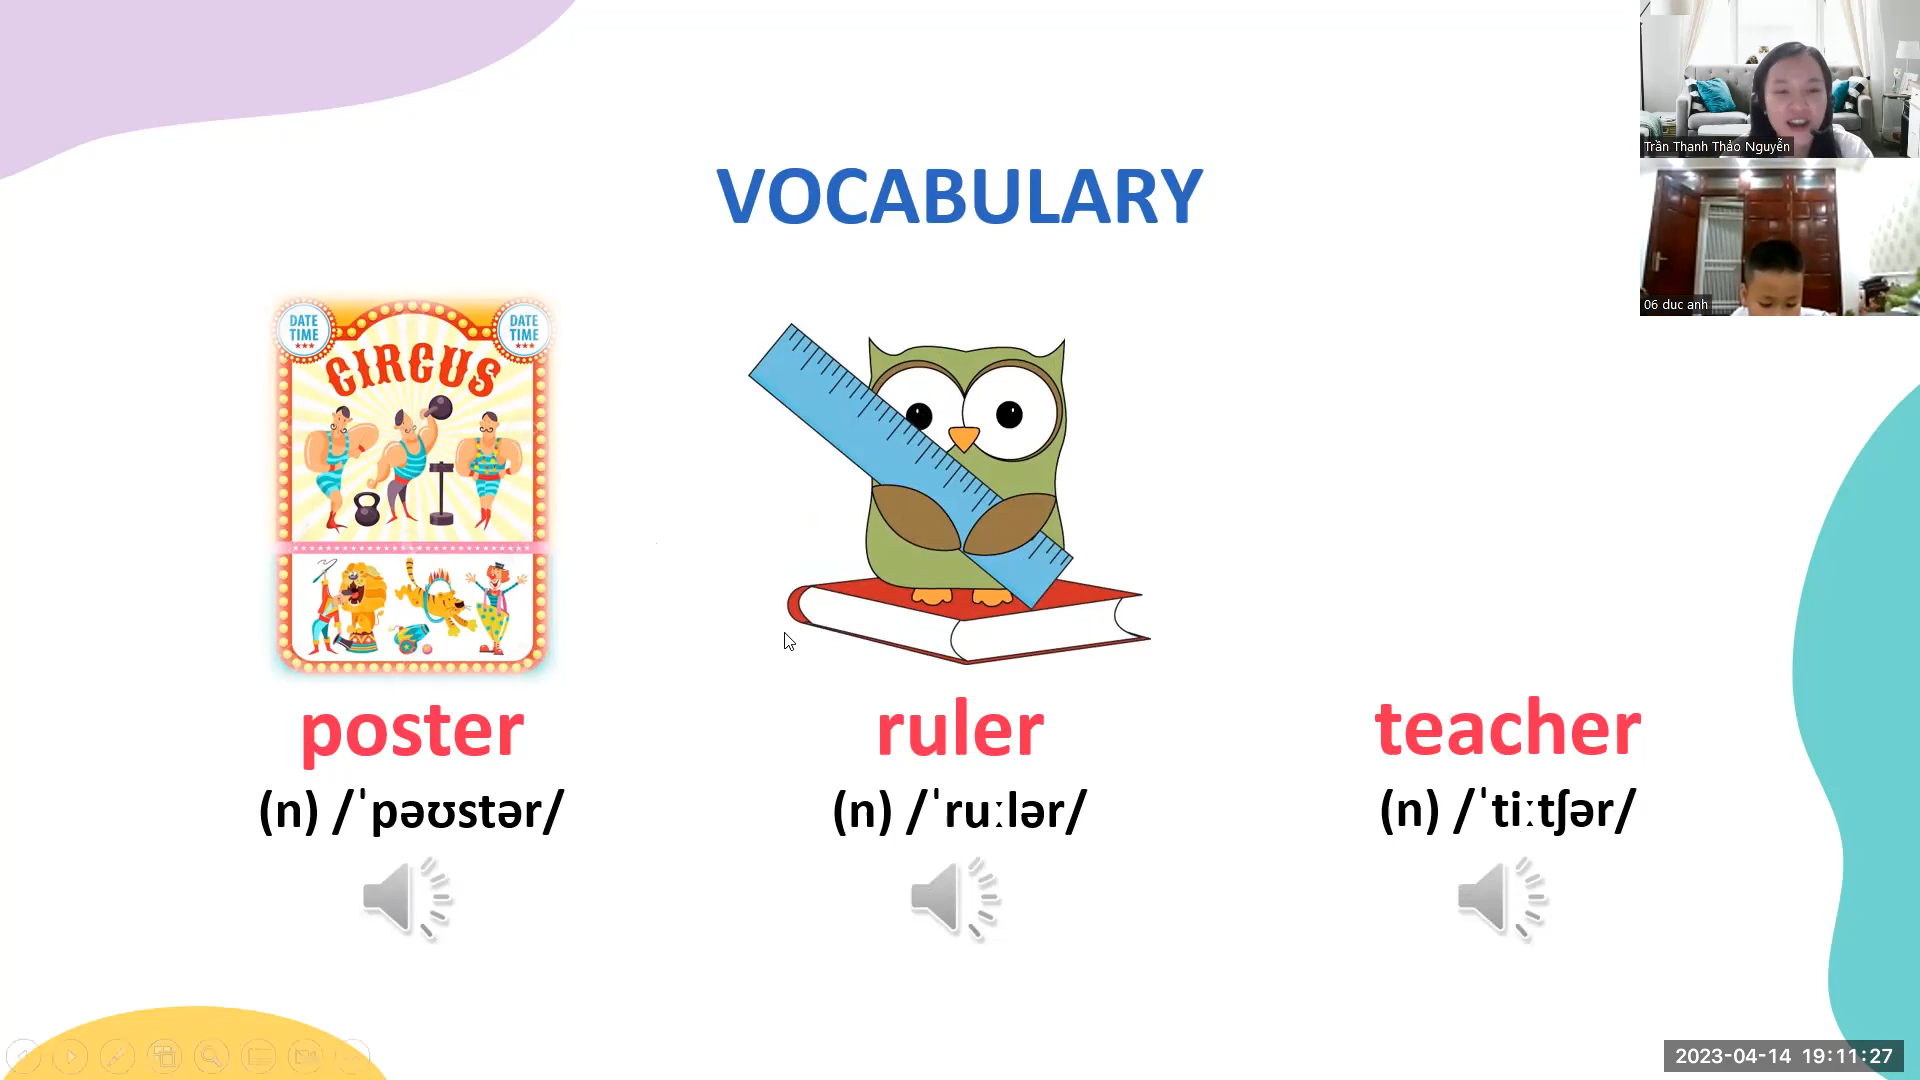 Trần Thanh Thảo Nguyễn
06 duc anh
VOCABULARY
DATE
TIME
DATE
TIME
CIRCUS
poster
(n) /ˈpəʊstər/
ruler
(n) /ˈruːlər/
teacher
(n) /ˈtiːtʃər/
2023-04-14 19:11:27